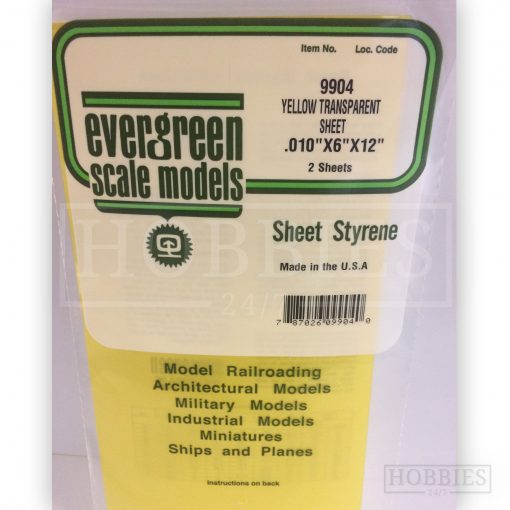 Item No. Loc. Code
9904
YELLOW TRANSPARENT
SHEET
.010"X6"X12"
2 Sheets
evergreen
scale models
Sheet Styrene
Made in the U.S.A
7 87026 09904 0
HOBBIES
24/7
Model Railroading
Architectural Models
Military Models
Industrial Models
Miniatures
Ships and Planes
Instructions on back
HOBBIES
24/7